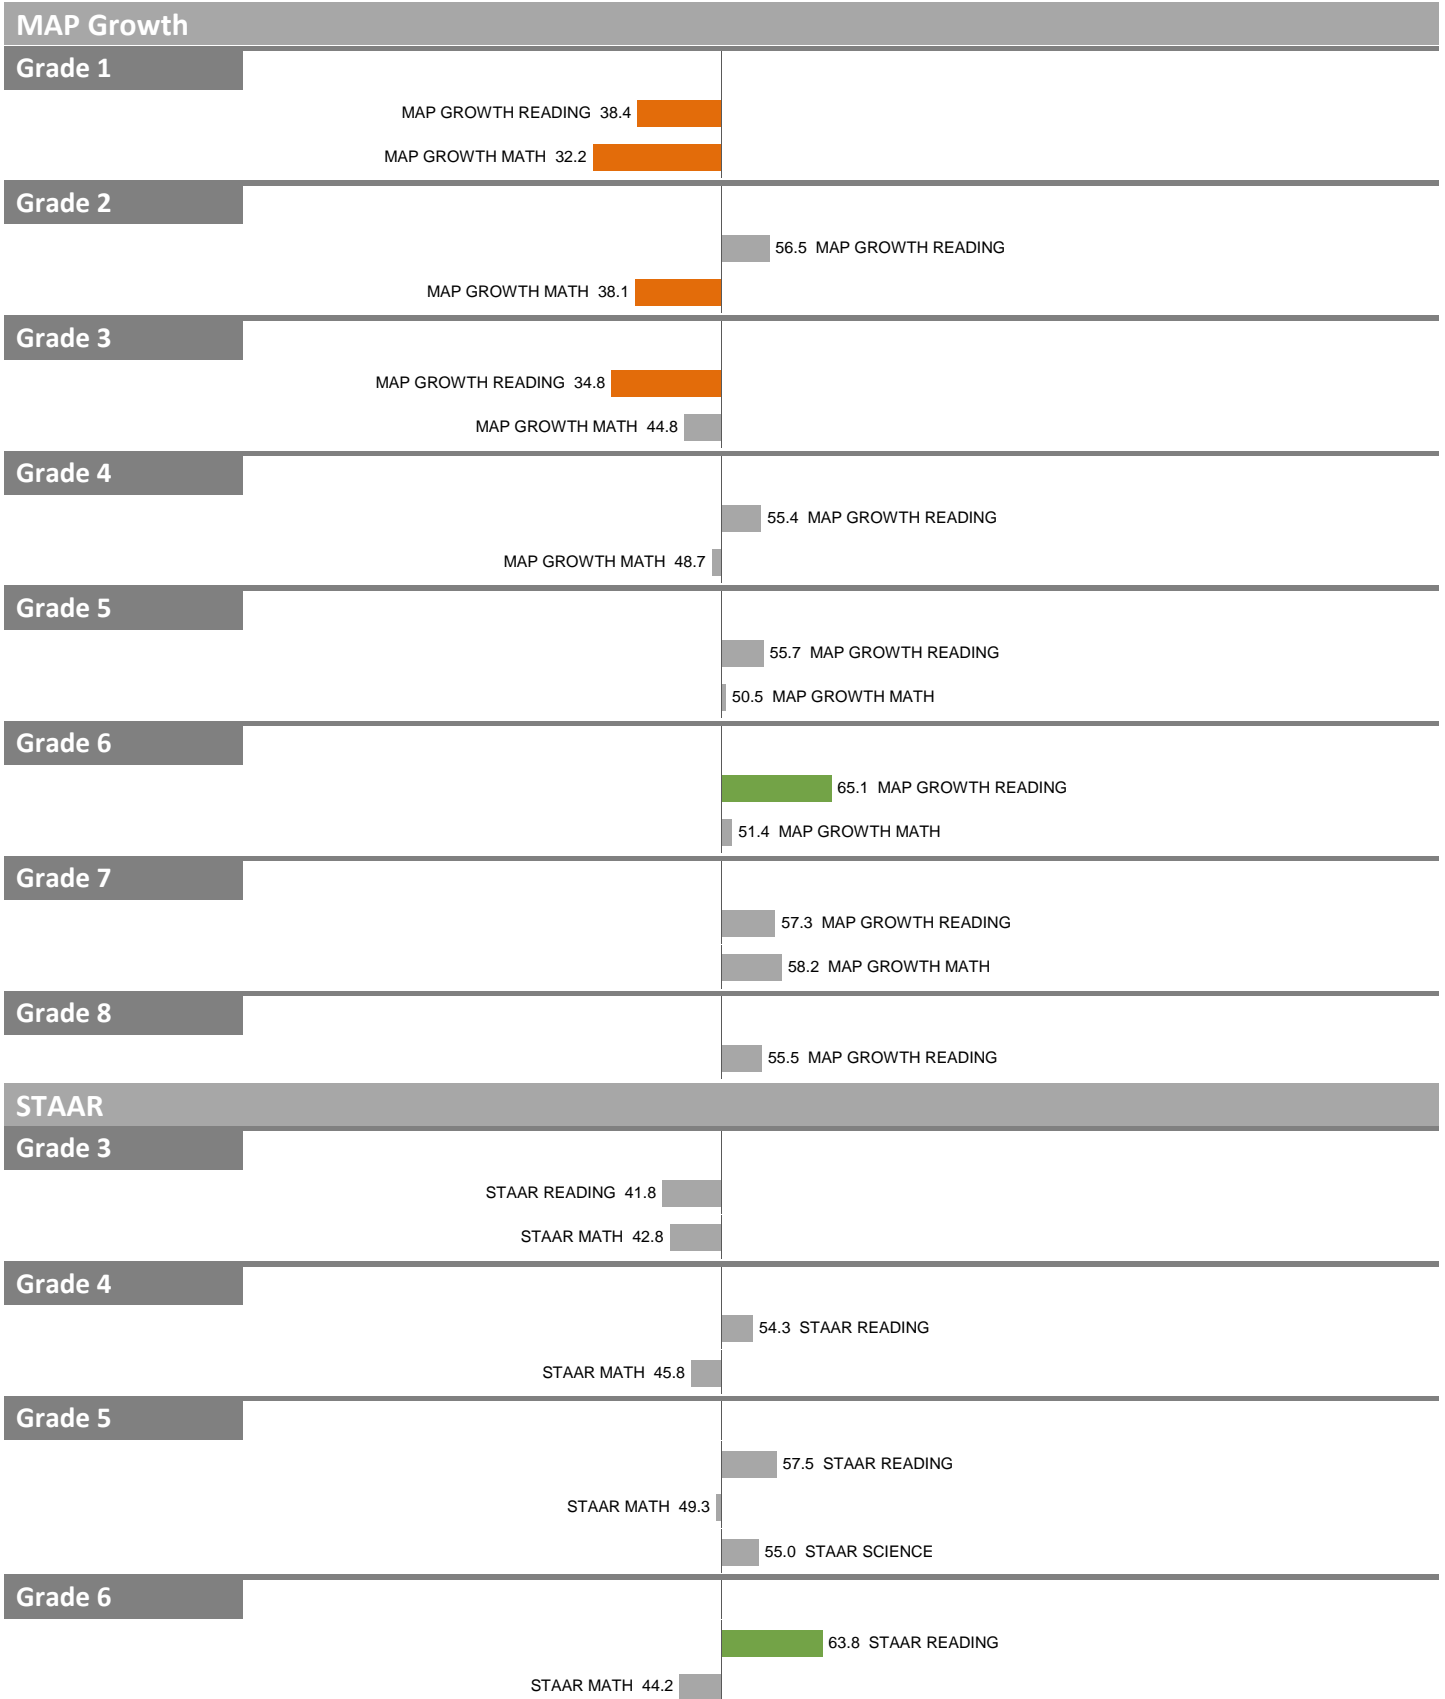 MAP Growth
Grade 1
MAP GROWTH READING 38.4
MAP GROWTH MATH 32.2
Grade 2
56.5 MAP GROWTH READING
MAP GROWTH MATH 38.1
Grade 3
MAP GROWTH READING 34.8
MAP GROWTH MATH 44.8
Grade 4
55.4 MAP GROWTH READING
MAP GROWTH MATH 48.7
Grade 5
55.7 MAP GROWTH READING
50.5 MAP GROWTH MATH
Grade 6
65.1 MAP GROWTH READING
51.4 MAP GROWTH MATH
Grade 7
57.3 MAP GROWTH READING
58.2 MAP GROWTH MATH
Grade 8
55.5 MAP GROWTH READING
STAAR
Grade 3
STAAR READING 41.8
STAAR MATH 42.8
Grade 4
54.3 STAAR READING
STAAR MATH 45.8
Grade 5
57.5 STAAR READING
STAAR MATH 49.3
55.0 STAAR SCIENCE
Grade 6
63.8 STAAR READING
STAAR MATH 44.2